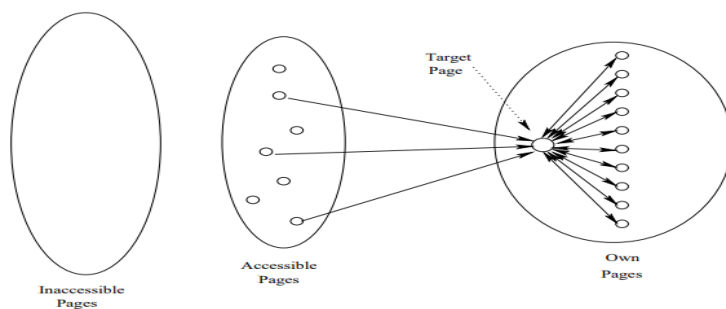 Target
Page
Inaccessible
Pages
Accessible
Pages
Own
Pages